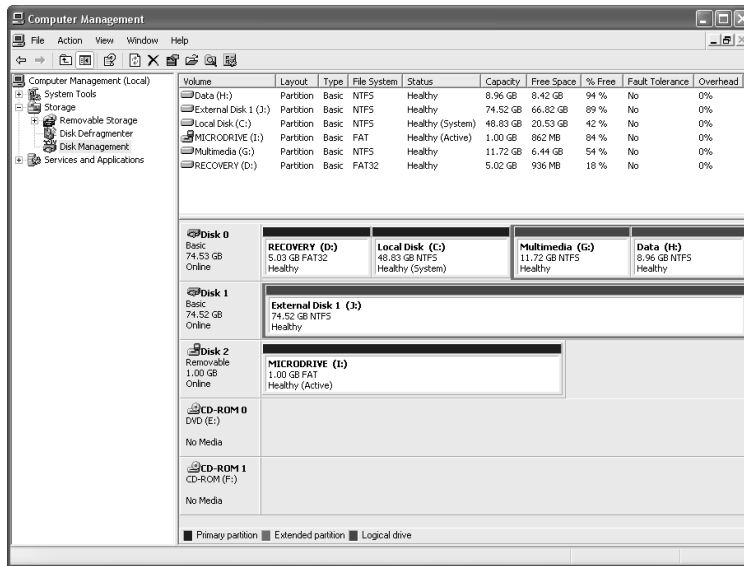 Computer Management
File Action View Window Help
Computer Management (Local)
System Tools
Storage
Removable Storage
Disk Defragmenter
Disk Management
Services and Applications
Volume Layout Type File System Status Capacity Free Space % Free Fault Tolerance Overhead
Data (H:) Partition Basic NTFS Healthy 8.96 GB 8.42 GB 94 % No 0%
External Disk 1 (J:) Partition Basic NTFS Healthy 74.52 GB 66.82 GB 89 % No 0%
Local Disk (C:) Partition Basic NTFS Healthy (System) 48.83 GB 20.53 GB 42 % No 0%
MICRODRIVE (I:) Partition Basic FAT Healthy (Active) 1.00 GB 862 MB 84 % No 0%
Multimedia (G:) Partition Basic NTFS Healthy 11.72 GB 6.44 GB 54 % No 0%
RECOVERY (D:) Partition Basic FAT32 Healthy 5.02 GB 936 MB 18 % No 0%
Disk 0
Basic
74.53 GB
Online
RECOVERY (D:)
5.03 GB FAT32
Healthy
Local Disk (C:)
48.83 GB NTFS
Healthy (System)
Multimedia (G:)
11.72 GB NTFS
Healthy
Data (H:)
8.96 GB NTFS
Healthy
Disk 1
Basic
74.52 GB
Online
External Disk 1 (J:)
74.52 GB NTFS
Healthy
Disk 2
Removable
1.00 GB
Online
MICRODRIVE (I:)
1.00 GB FAT
Healthy (Active)
CD-ROM 0
DVD (E:)
No Media
CD-ROM 1
CD-ROM (F:)
No Media
Primary partition Extended partition Logical drive